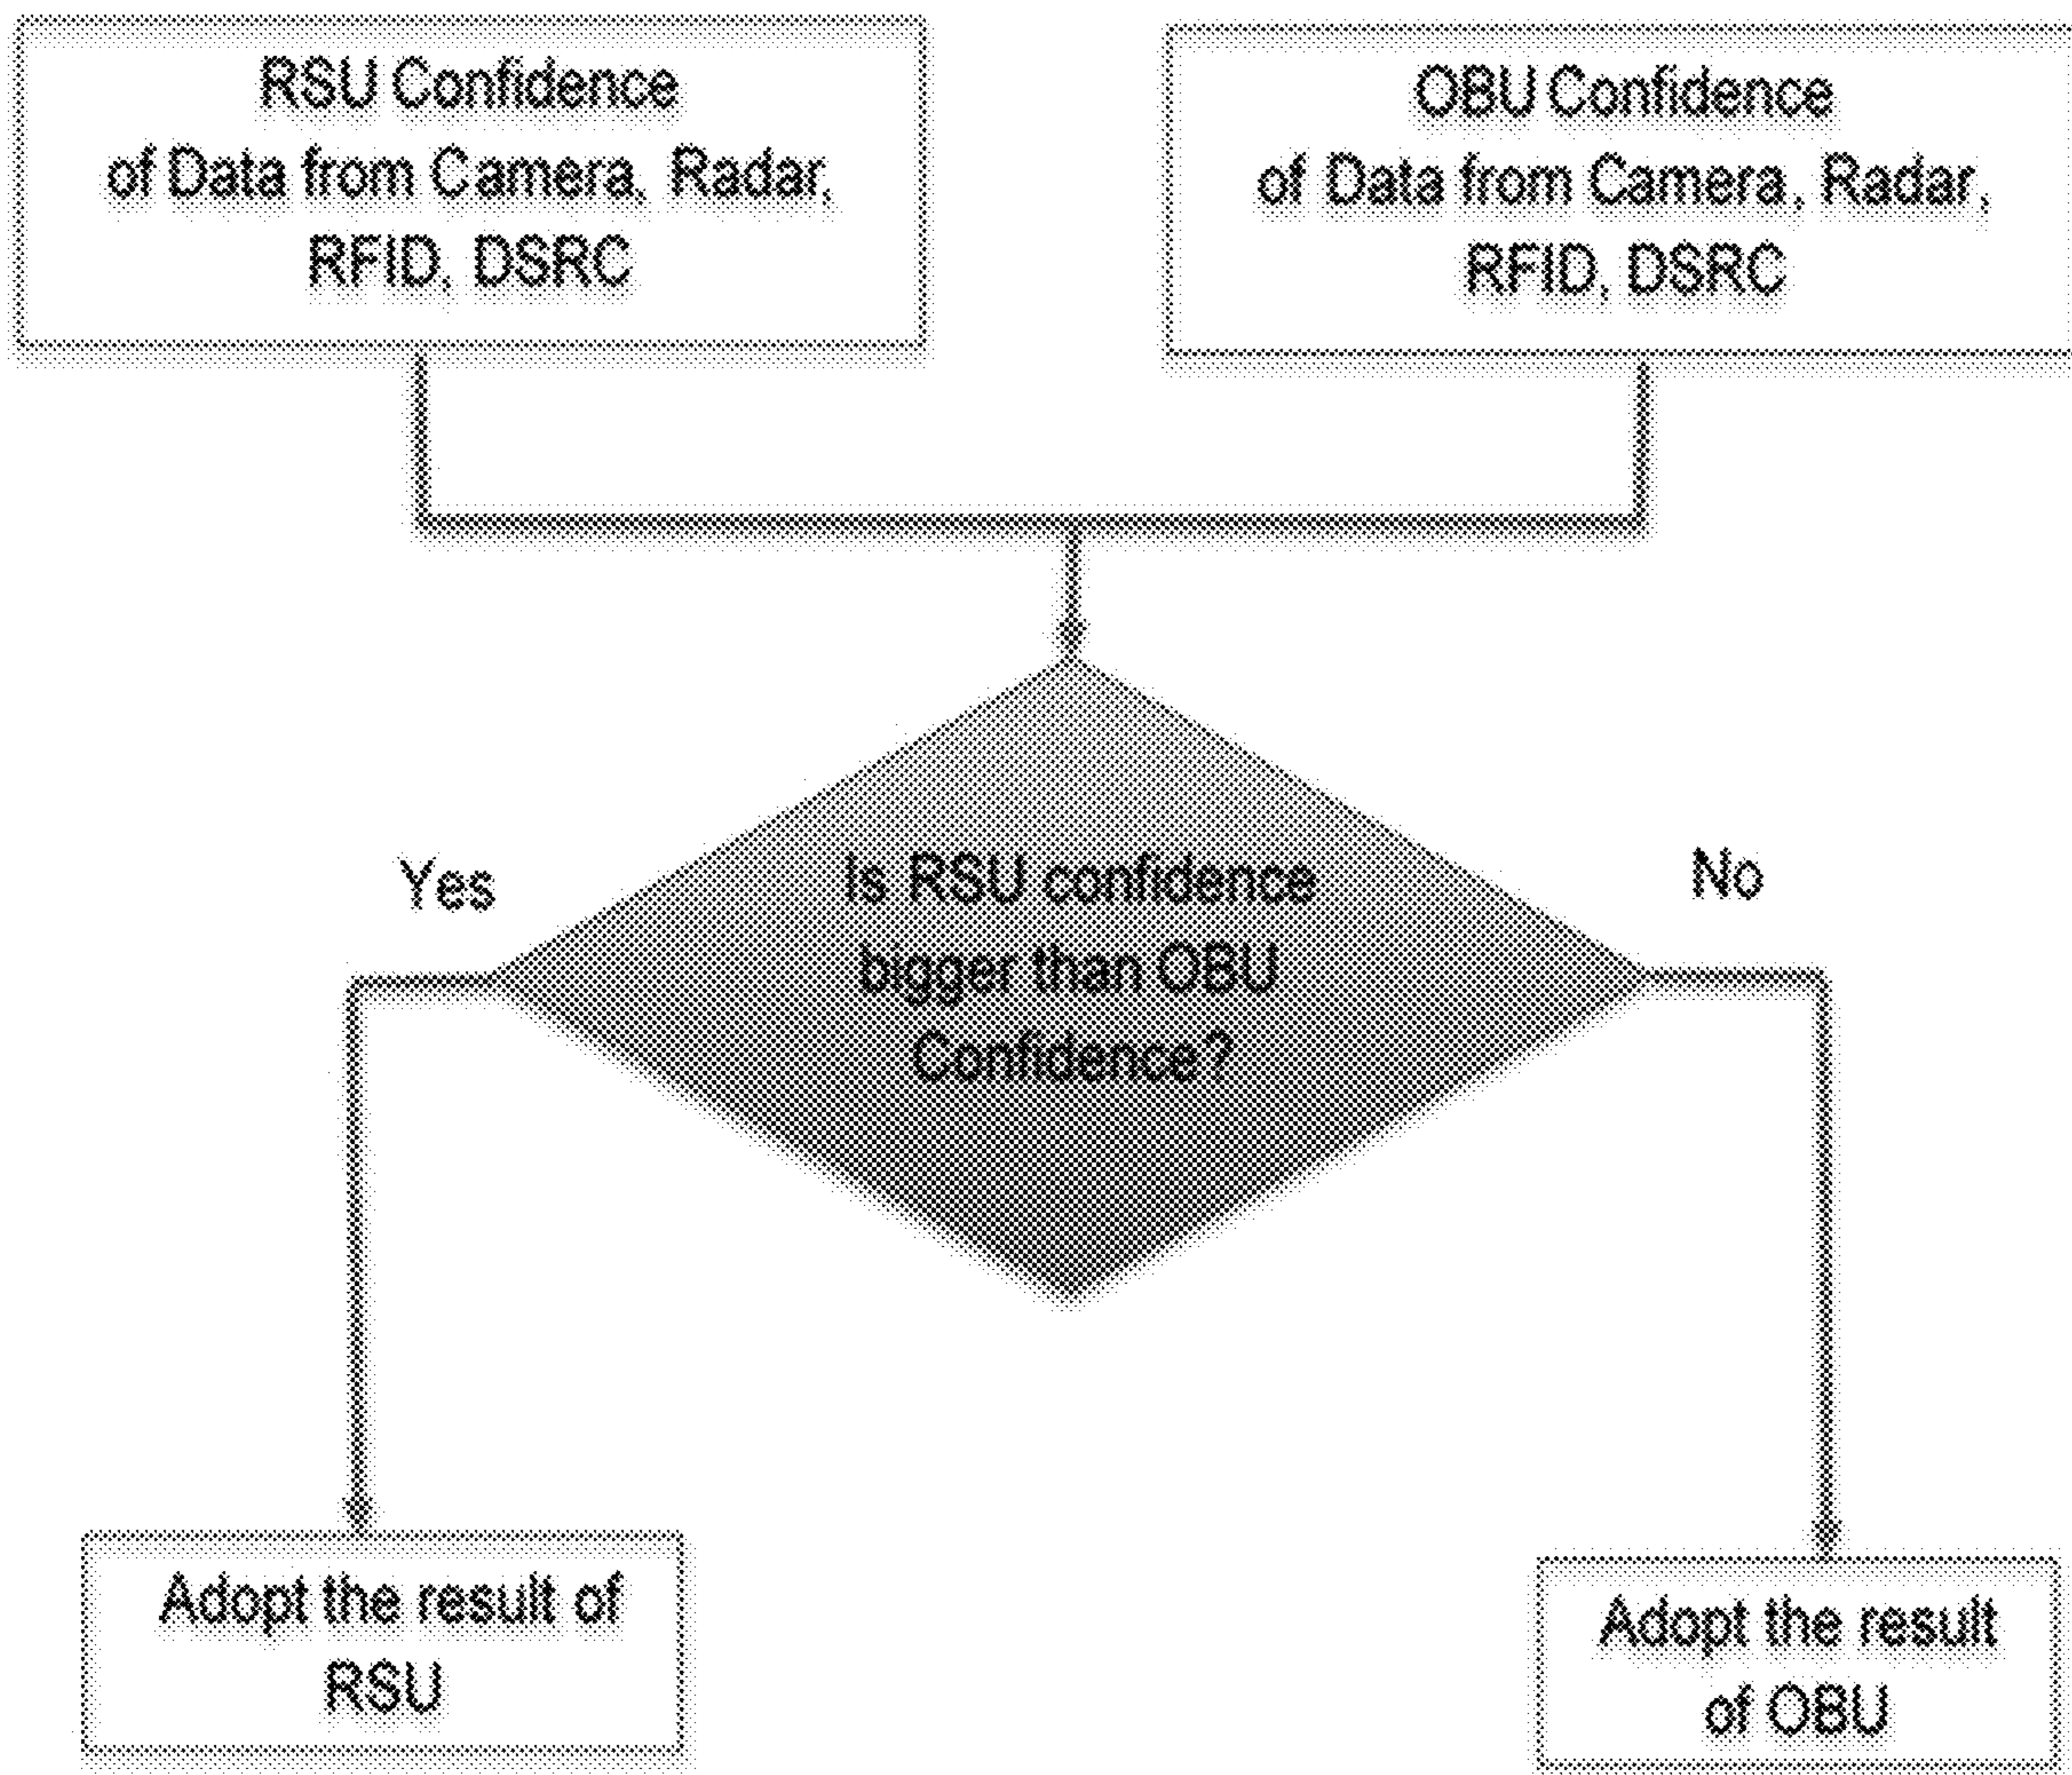 RSU Confidence
of Data from Camera, Radar,
RFID, DSRC
OBU Confidence
of Data from Camera, Radar,
RFID, DSRC
Yes
Is RSU confidence
bigger than OBU
Confidence?
No
Adopt the result of
RSU
Adopt the result
of OBU